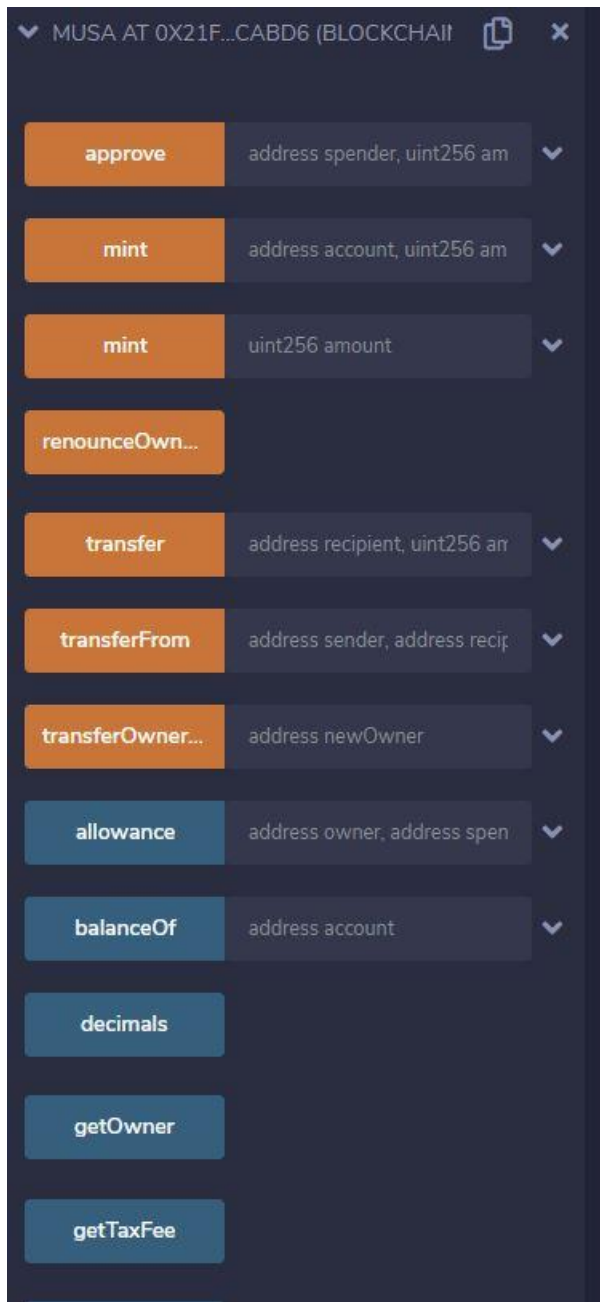 MUSA AT 0X21F...CABD6 (BLOCKCHAIN
approve address spender, uint256 am
mint address account, uint256 am
mint uint256 amount
renounceOwn...
transfer address recipient, uint256 am
transferFrom address sender, address recip
transferOwner... address newOwner
allowance address owner, address spen
balanceOf address account
decimals
getOwner
getTaxFee